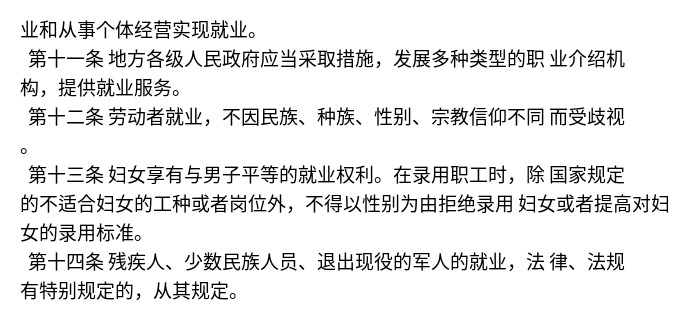 业和从事个体经营实现就业。
第十一条 地方各级人民政府应当采取措施，发展多种类型的职 业介绍机
构，提供就业服务。
第十二条 劳动者就业，不因民族、种族、性别、宗教信仰不同 而受歧视
。
第十三条 妇女享有与男子平等的就业权利。在录用职工时，除 国家规定
的不适合妇女的工种或者岗位外，不得以性别为由拒绝录用 妇女或者提高对妇
女的录用标准。
第十四条 残疾人、少数民族人员、退出现役的军人的就业，法 律、法规
有特别规定的，从其规定。